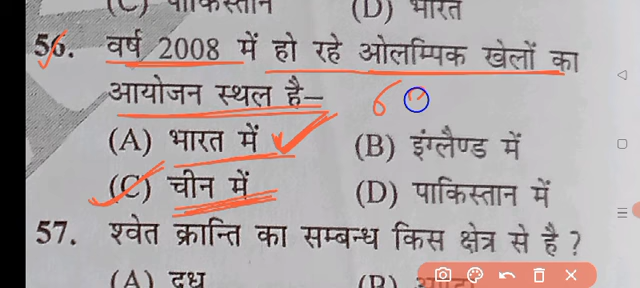 (C) पाकिस्तान (D) भारत
56. वर्ष 2008 में हो रहे ओलम्पिक खेलों का
आयोजन स्थल है–
(A) भारत में (B) इंग्लैण्ड में
(C) चीन में (D) पाकिस्तान में
57. श्वेत क्रान्ति का सम्बन्ध किस क्षेत्र से है ?
(A) दूध (B)